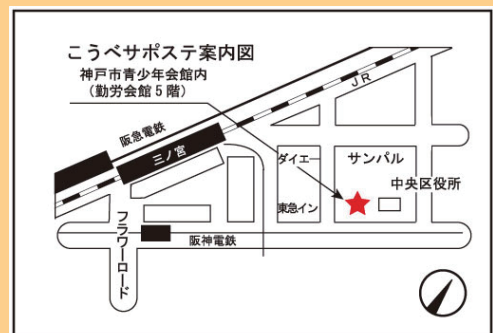 こうべサポステ案内図
神戸市青少年会館内
(勤労会館5階)
JR
阪急電鉄
三ノ宮
ダイエー
サンパル
中央区役所
東急イン
フラワーロード
阪神電鉄